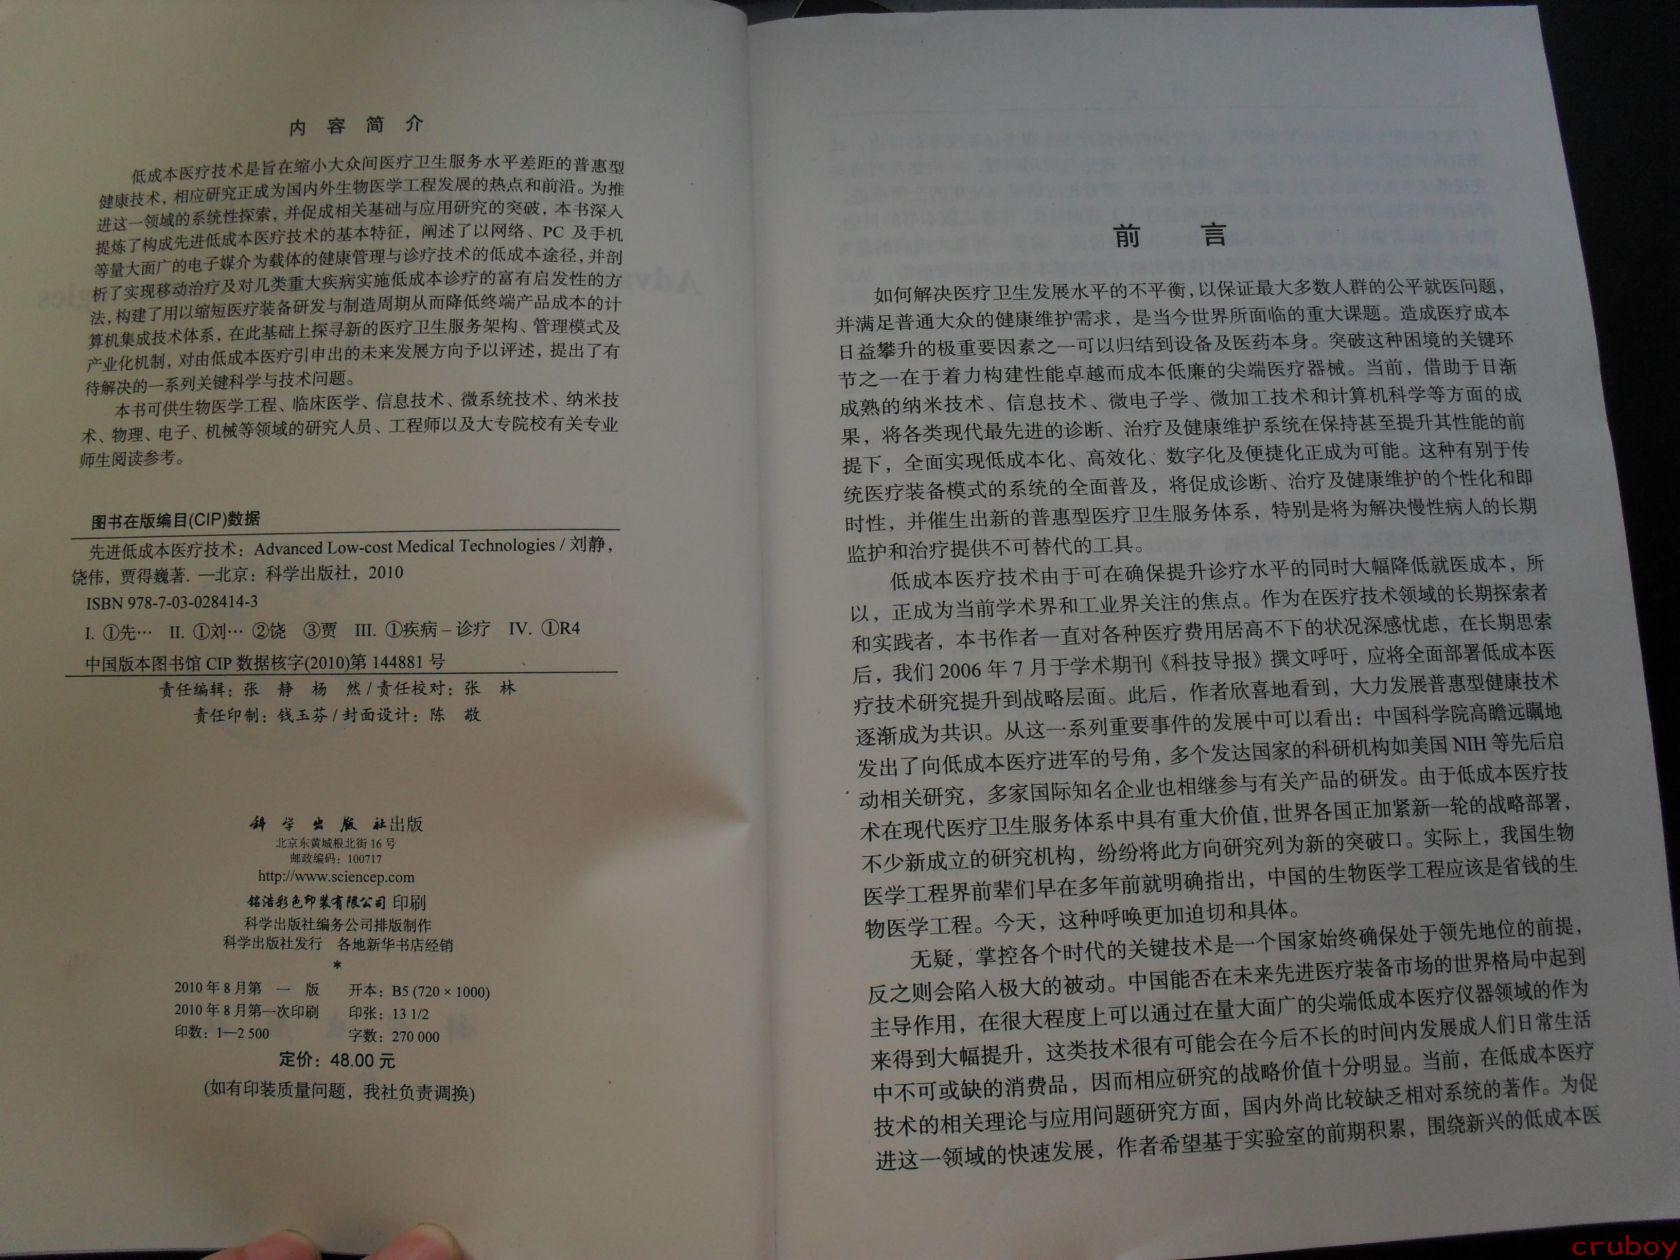 内 容 简 介
低成本医疗技术是旨在缩小大众间医疗卫生服务水平差距的普惠型
健康技术，相应研究正成为国内外生物医学工程发展的热点和前沿。为推
进这一领域的系统性探索，并促成相关基础与应用研究的突破，本书深入
提炼了构成先进低成本医疗技术的基本特征，阐述了以网络、PC 及手机
等量大面广的电子媒介为载体的健康管理与诊疗技术的低成本途径，并剖
析了实现移动治疗及对几类重大疾病实施低成本诊疗的富有启发性的方
法，构建了用以缩短医疗装备研发与制造周期从而降低终端产品成本的计
算机集成技术体系，在此基础上探寻新的医疗卫生服务架构、管理模式及
产业化机制，对由低成本医疗引申出的未来发展方向予以评述，提出了有
待解决的一系列关键科学与技术问题。
本书可供生物医学工程、临床医学、信息技术、微系统技术、纳米技
术、物理、电子、机械等领域的研究人员、工程师以及大专院校有关专业
师生阅读参考。
图书在版编目(CIP)数据
先进低成本医疗技术：Advanced Low-cost Medical Technologies / 刘静，
饶伟，贾得巍著. —北京：科学出版社，2010
ISBN 978-7-03-028414-3
I. ①先… II. ①刘… ②饶 ③贾 III. ①疾病 – 诊疗 IV. ①R4
中国版本图书馆 CIP 数据核字(2010)第 144881 号
责任编辑：张 静 杨 然 / 责任校对：张 林
责任印制：钱玉芬 / 封面设计：陈 敬
科学出版社出版
北京东黄城根北街 16 号
邮政编码：100717
http://www.sciencep.com
铭浩彩色印装有限公司 印刷
科学出版社编务公司排版制作
科学出版社发行 各地新华书店经销
*
2010 年 8 月第 一 版 开本：B5 (720 × 1000)
2010 年 8 月第一次印刷 印张：13 1/2
印数：1—2 500 字数：270 000
定价：48.00 元
(如有印装质量问题，我社负责调换)
前 言
如何解决医疗卫生发展水平的不平衡，以保证最大多数人群的公平就医问题，
并满足普通大众的健康维护需求，是当今世界所面临的重大课题。造成医疗成本
日益攀升的极重要因素之一可以归结到设备及医药本身。突破这种困境的关键环
节之一在于着力构建性能卓越而成本低廉的尖端医疗器械。当前，借助于日渐
成熟的纳米技术、信息技术、微电子学、微加工技术和计算机科学等方面的成
果，将各类现代最先进的诊断、治疗及健康维护系统在保持甚至提升其性能的前
提下，全面实现低成本化、高效化、数字化及便捷化正成为可能。这种有别于传
统医疗装备模式的系统的全面普及，将促成诊断、治疗及健康维护的个性化和即
时性，并催生出新的普惠型医疗卫生服务体系，特别是将为解决慢性病人的长期
监护和治疗提供不可替代的工具。
低成本医疗技术由于可在确保提升诊疗水平的同时大幅降低就医成本，所
以，正成为当前学术界和工业界关注的焦点。作为在医疗技术领域的长期探索者
和实践者，本书作者一直对各种医疗费用居高不下的状况深感忧虑，在长期思索
后，我们 2006 年 7 月于学术期刊《科技导报》撰文呼吁，应将全面部署低成本医
疗技术研究提升到战略层面。此后，作者欣喜地看到，大力发展普惠型健康技术
逐渐成为共识。从这一系列重要事件的发展中可以看出：中国科学院高瞻远瞩地
发出了向低成本医疗进军的号角，多个发达国家的科研机构如美国 NIH 等先后启
动相关研究，多家国际知名企业也相继参与有关产品的研发。由于低成本医疗技
术在现代医疗卫生服务体系中具有重大价值，世界各国正加紧新一轮的战略部署，
不少新成立的研究机构，纷纷将此方向研究列为新的突破口。实际上，我国生物
医学工程界前辈们早在多年前就明确指出，中国的生物医学工程应该是省钱的生
物医学工程。今天，这种呼唤更加迫切和具体。
无疑，掌控各个时代的关键技术是一个国家始终确保处于领先地位的前提，
反之则会陷入极大的被动。中国能否在未来先进医疗装备市场的世界格局中起到
主导作用，在很大程度上可以通过在量大面广的尖端低成本医疗仪器领域的作为
来得到大幅提升，这类技术很有可能会在今后不长的时间内发展成人们日常生活
中不可或缺的消费品，因而相应研究的战略价值十分明显。当前，在低成本医疗
技术的相关理论与应用问题研究方面，国内外尚比较缺乏相对系统的著作。为促
进这一领域的快速发展，作者希望基于实验室的前期积累，围绕新兴的低成本医
cruboy